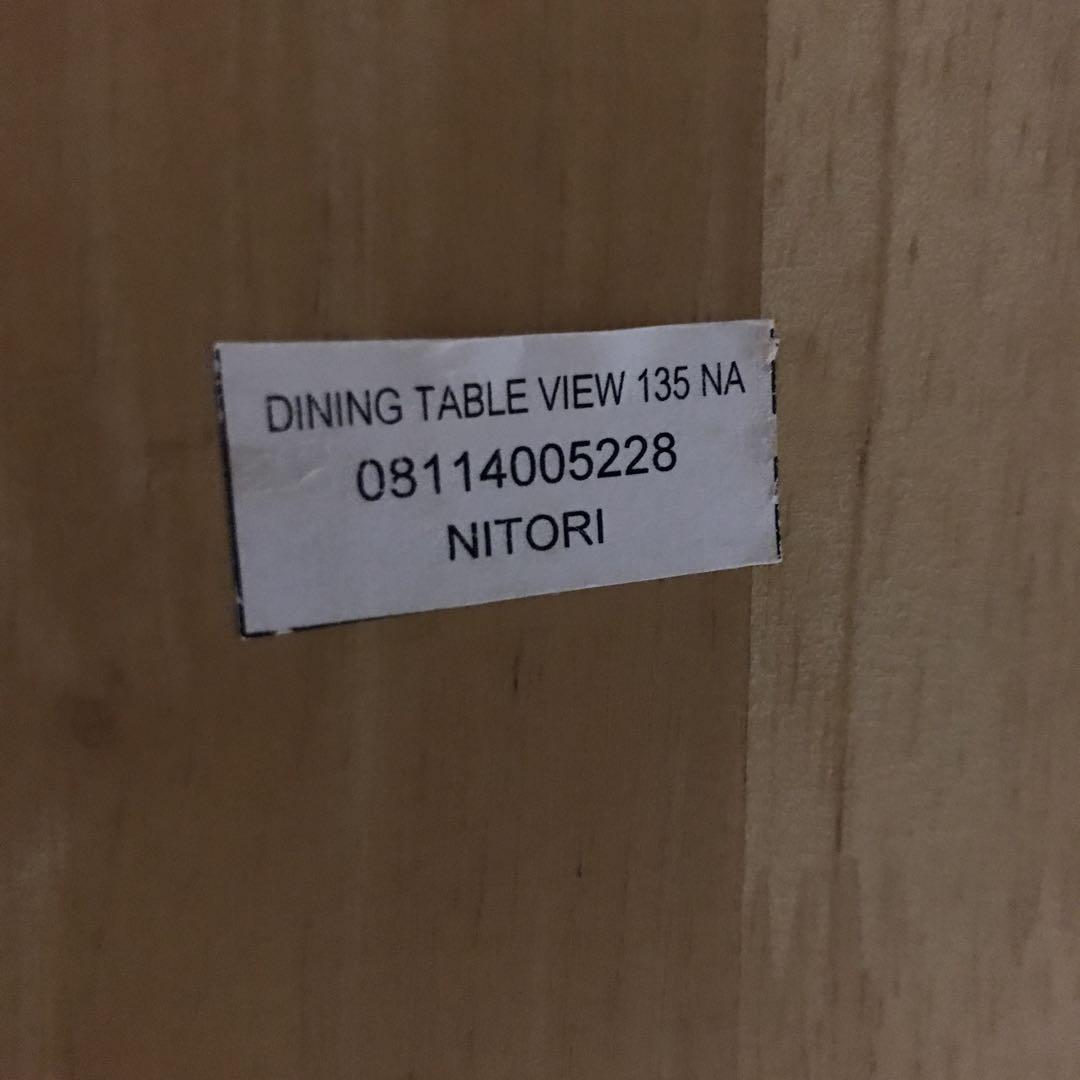 DINING TABLE VIEW 135 NA
08114005228
NITORI